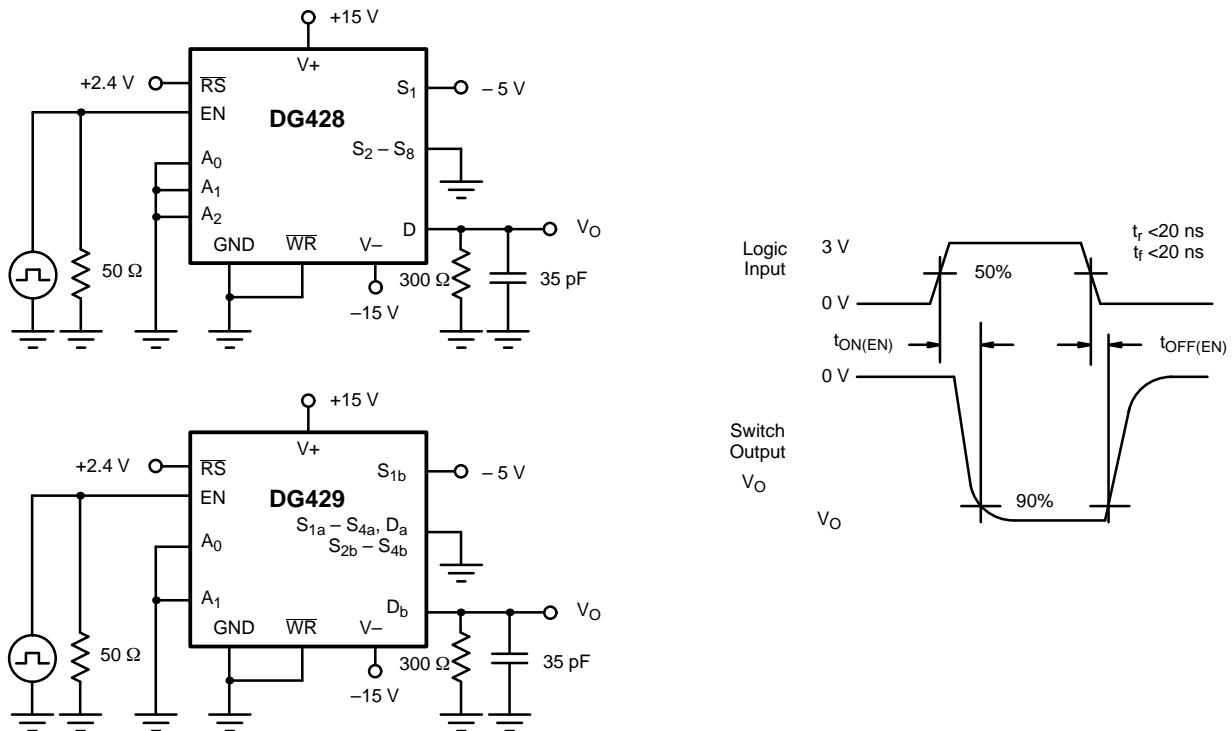 +15 V
V+
+2.4 V
RS
EN
DG428
S1
– 5 V
S2 – S8
A0
A1
A2
D
VO
GND
WR
V–
50 Ω
300 Ω
35 pF
–15 V
+15 V
V+
+2.4 V
RS
EN
DG429
S1b
– 5 V
S1a – S4a, Da
S2b – S4b
A0
A1
Db
VO
GND
WR
V–
50 Ω
300 Ω
35 pF
–15 V
Logic
Input
3 V
0 V
50%
tr <20 ns
tf <20 ns
tON(EN)
tOFF(EN)
0 V
Switch
Output
VO
VO
90%